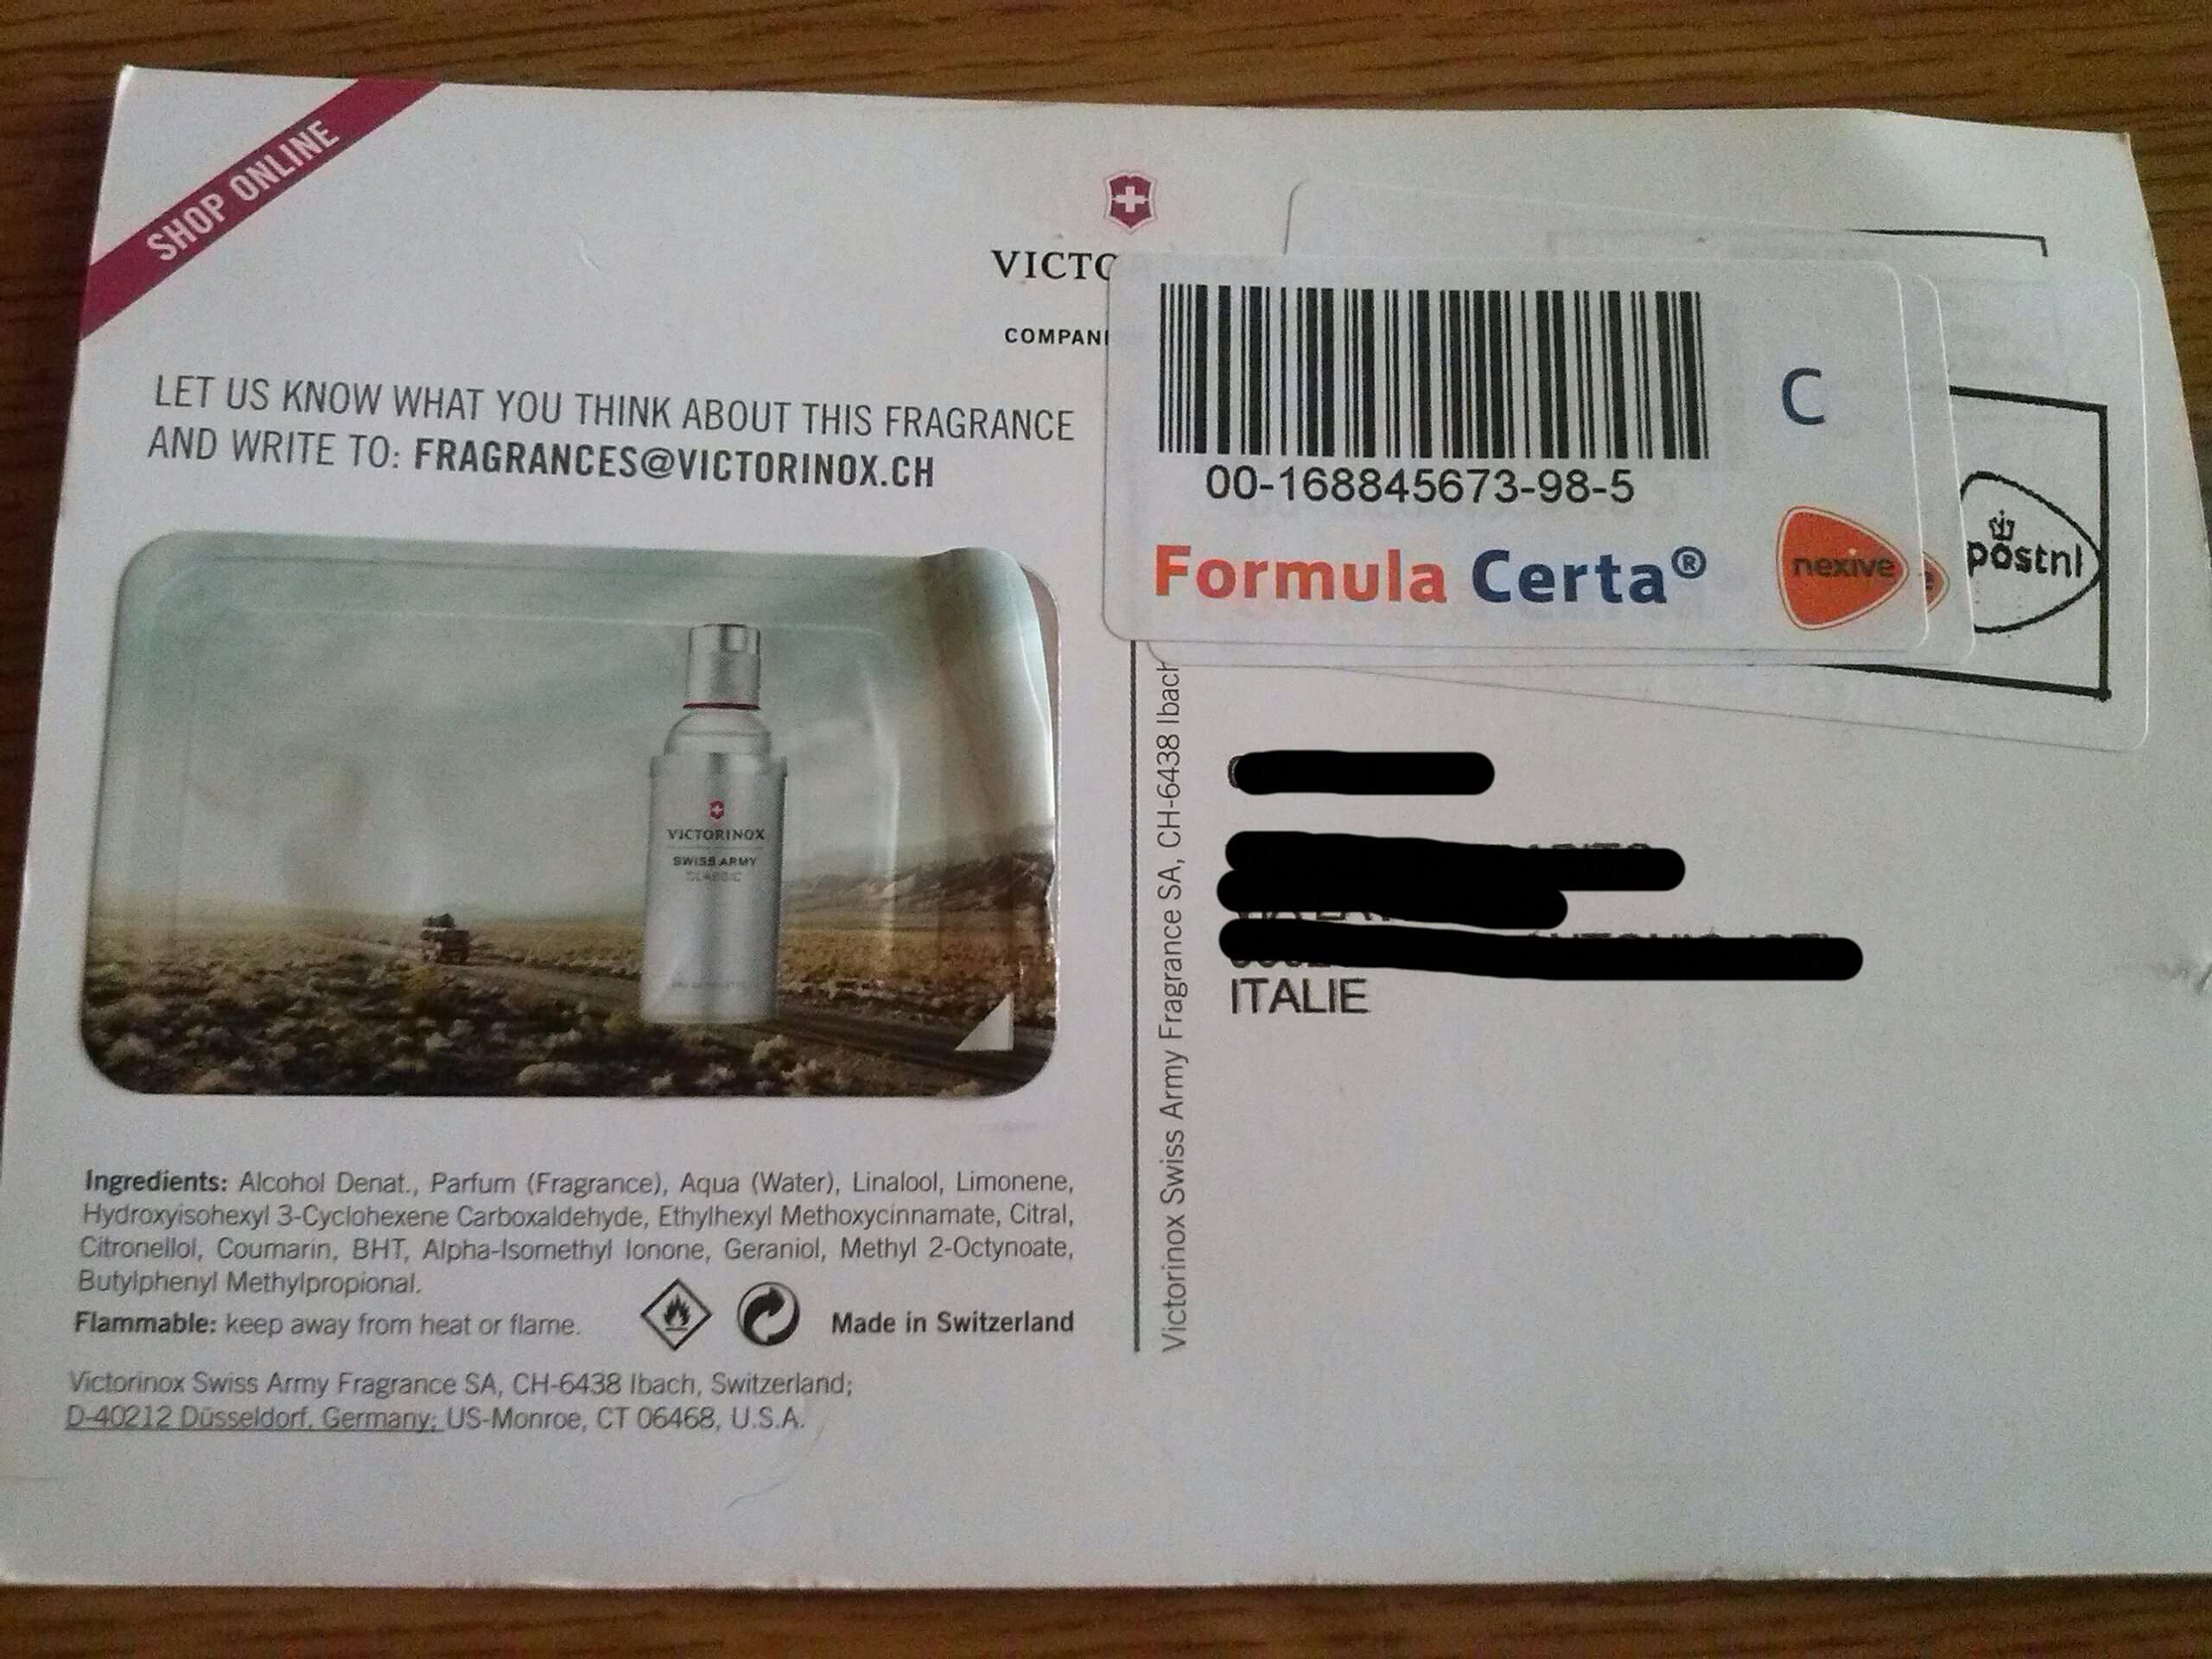 SHOP ONLINE
VICTO
COMPANI
LET US KNOW WHAT YOU THINK ABOUT THIS FRAGRANCE
AND WRITE TO: FRAGRANCES@VICTORINOX.CH
VICTORINOX
SWISS ARMY
CLASSIC
Ingredients: Alcohol Denat., Parfum (Fragrance), Aqua (Water), Linalool, Limonene,
Hydroxyisohexyl 3-Cyclohexene Carboxaldehyde, Ethylhexyl Methoxycinnamate, Citral,
Citronellol, Coumarin, BHT, Alpha-Isomethyl Ionone, Geraniol, Methyl 2-Octynoate,
Butylphenyl Methylpropional.
Flammable: keep away from heat or flame.
Made in Switzerland
Victorinox Swiss Army Fragrance SA, CH-6438 Ibach, Switzerland;
D-40212 Düsseldorf, Germany; US-Monroe, CT 06468, U.S.A.
Victorinox Swiss Army Fragrance SA, CH-6438 Ibach
C
00-168845673-98-5
Formula Certa®
nexive
e
postnl
ITALIE